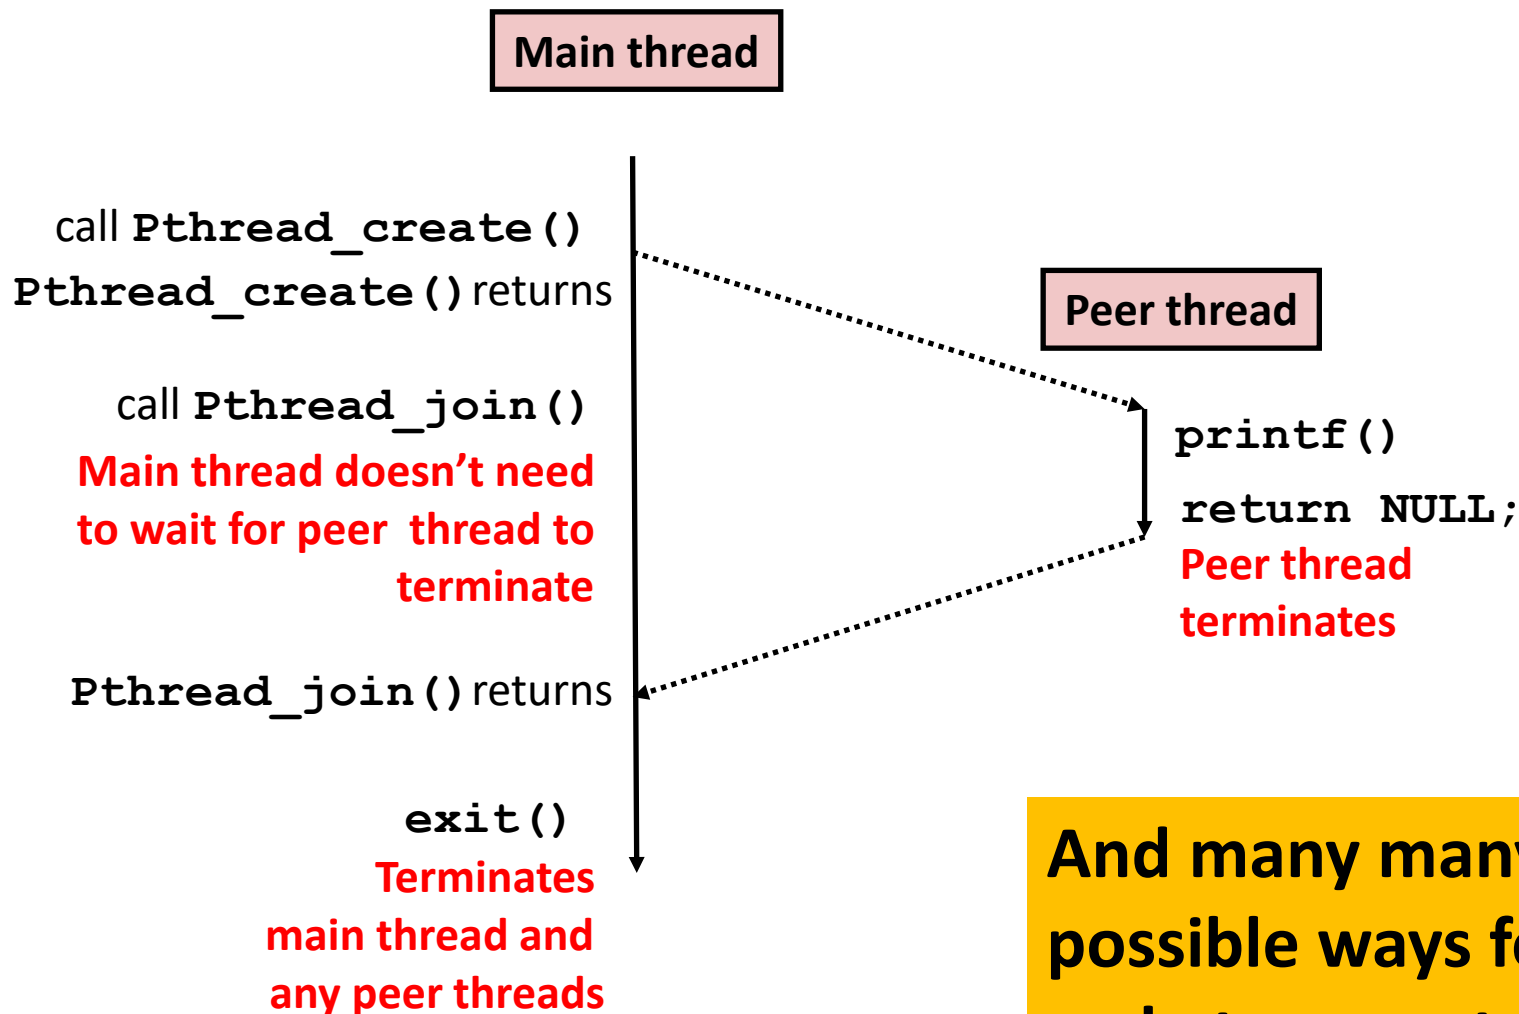 Main thread
call Pthread_create()
Pthread_create() returns
Peer thread
call Pthread_join()
Main thread doesn’t need
to wait for peer thread to
terminate
printf()
return NULL;
Peer thread
terminates
Pthread_join() returns
exit()
Terminates
main thread and
any peer threads
And many many
possible ways